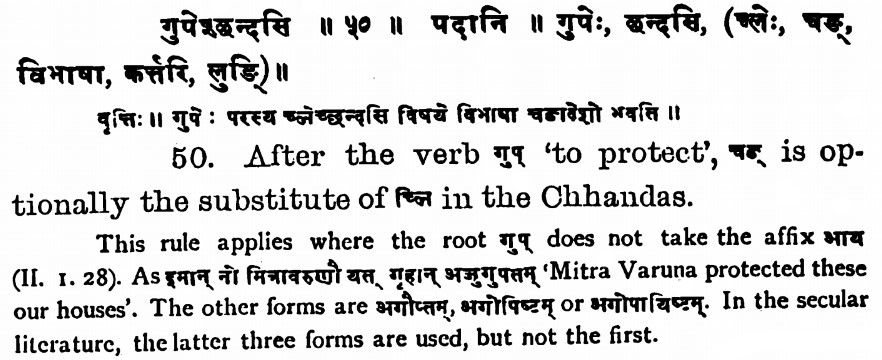 गुपेश्छन्दसि ॥ ५० ॥ पदानि ॥ गुपेः, छन्दसि, (च्लेः, चङ्,
विभाषा, कर्त्तरि, लुङि)॥
वृत्तिः॥ गुपेः परस्य च्लेच्छन्दसि विषये विभाषा चङादेशो भवति॥
50. After the verb गुप् 'to protect', चङ् is op-
tionally the substitute of च्लि in the Chhandas.
This rule applies where the root गुप् does not take the affix आय
(II. 1. 28). As इमान् नो मित्रावरुणौ यत् गृहान् अजुगुपतम् 'Mitra Varuna protected these
our houses'. The other forms are अगौप्तम्, अगोपिष्टम् or अगोपायिष्टम्. In the secular
literature, the latter three forms are used, but not the first.